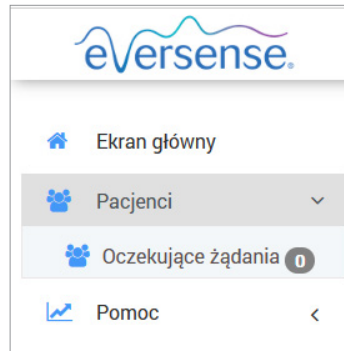 eversense.
Ekran główny
Pacjenci
Oczekujące żądania 0
Pomoc